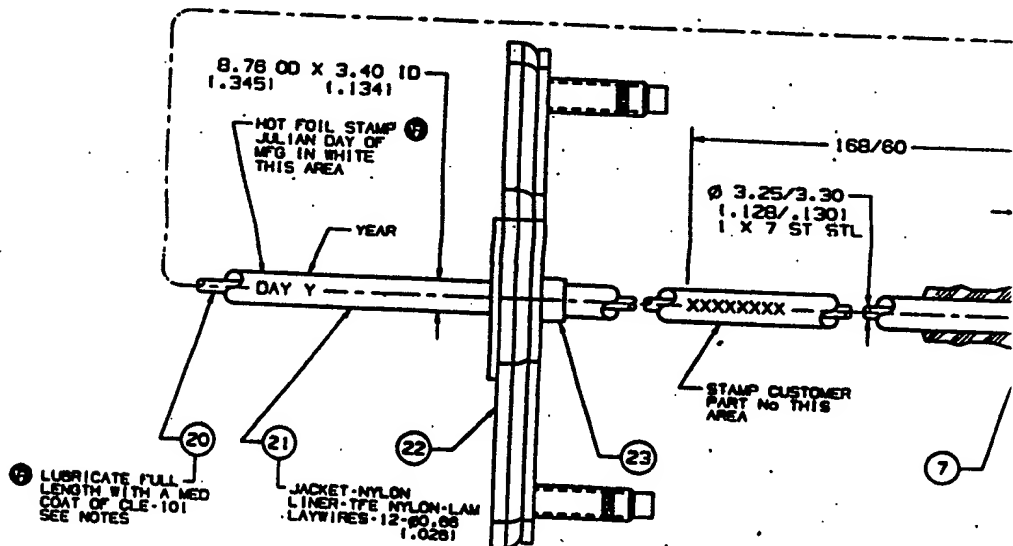 8.76 OD X 3.40 ID
(.345) (.134)
HOT FOIL STAMP
JULIAN DAY OF
MFG IN WHITE
THIS AREA
YEAR
DAY Y
168/60
Ø 3.25/3.30
(.128/.130)
1 X 7 ST STL
XXXXXXXX
STAMP CUSTOMER
PART No THIS
AREA
20
21
22
23
7
LUBRICATE FULL
LENGTH WITH A MED
COAT OF CLE-101
SEE NOTES
JACKET-NYLON
LINER-TFE NYLON-LAM
LAYWIRES-12-Ø0.66
(.026)